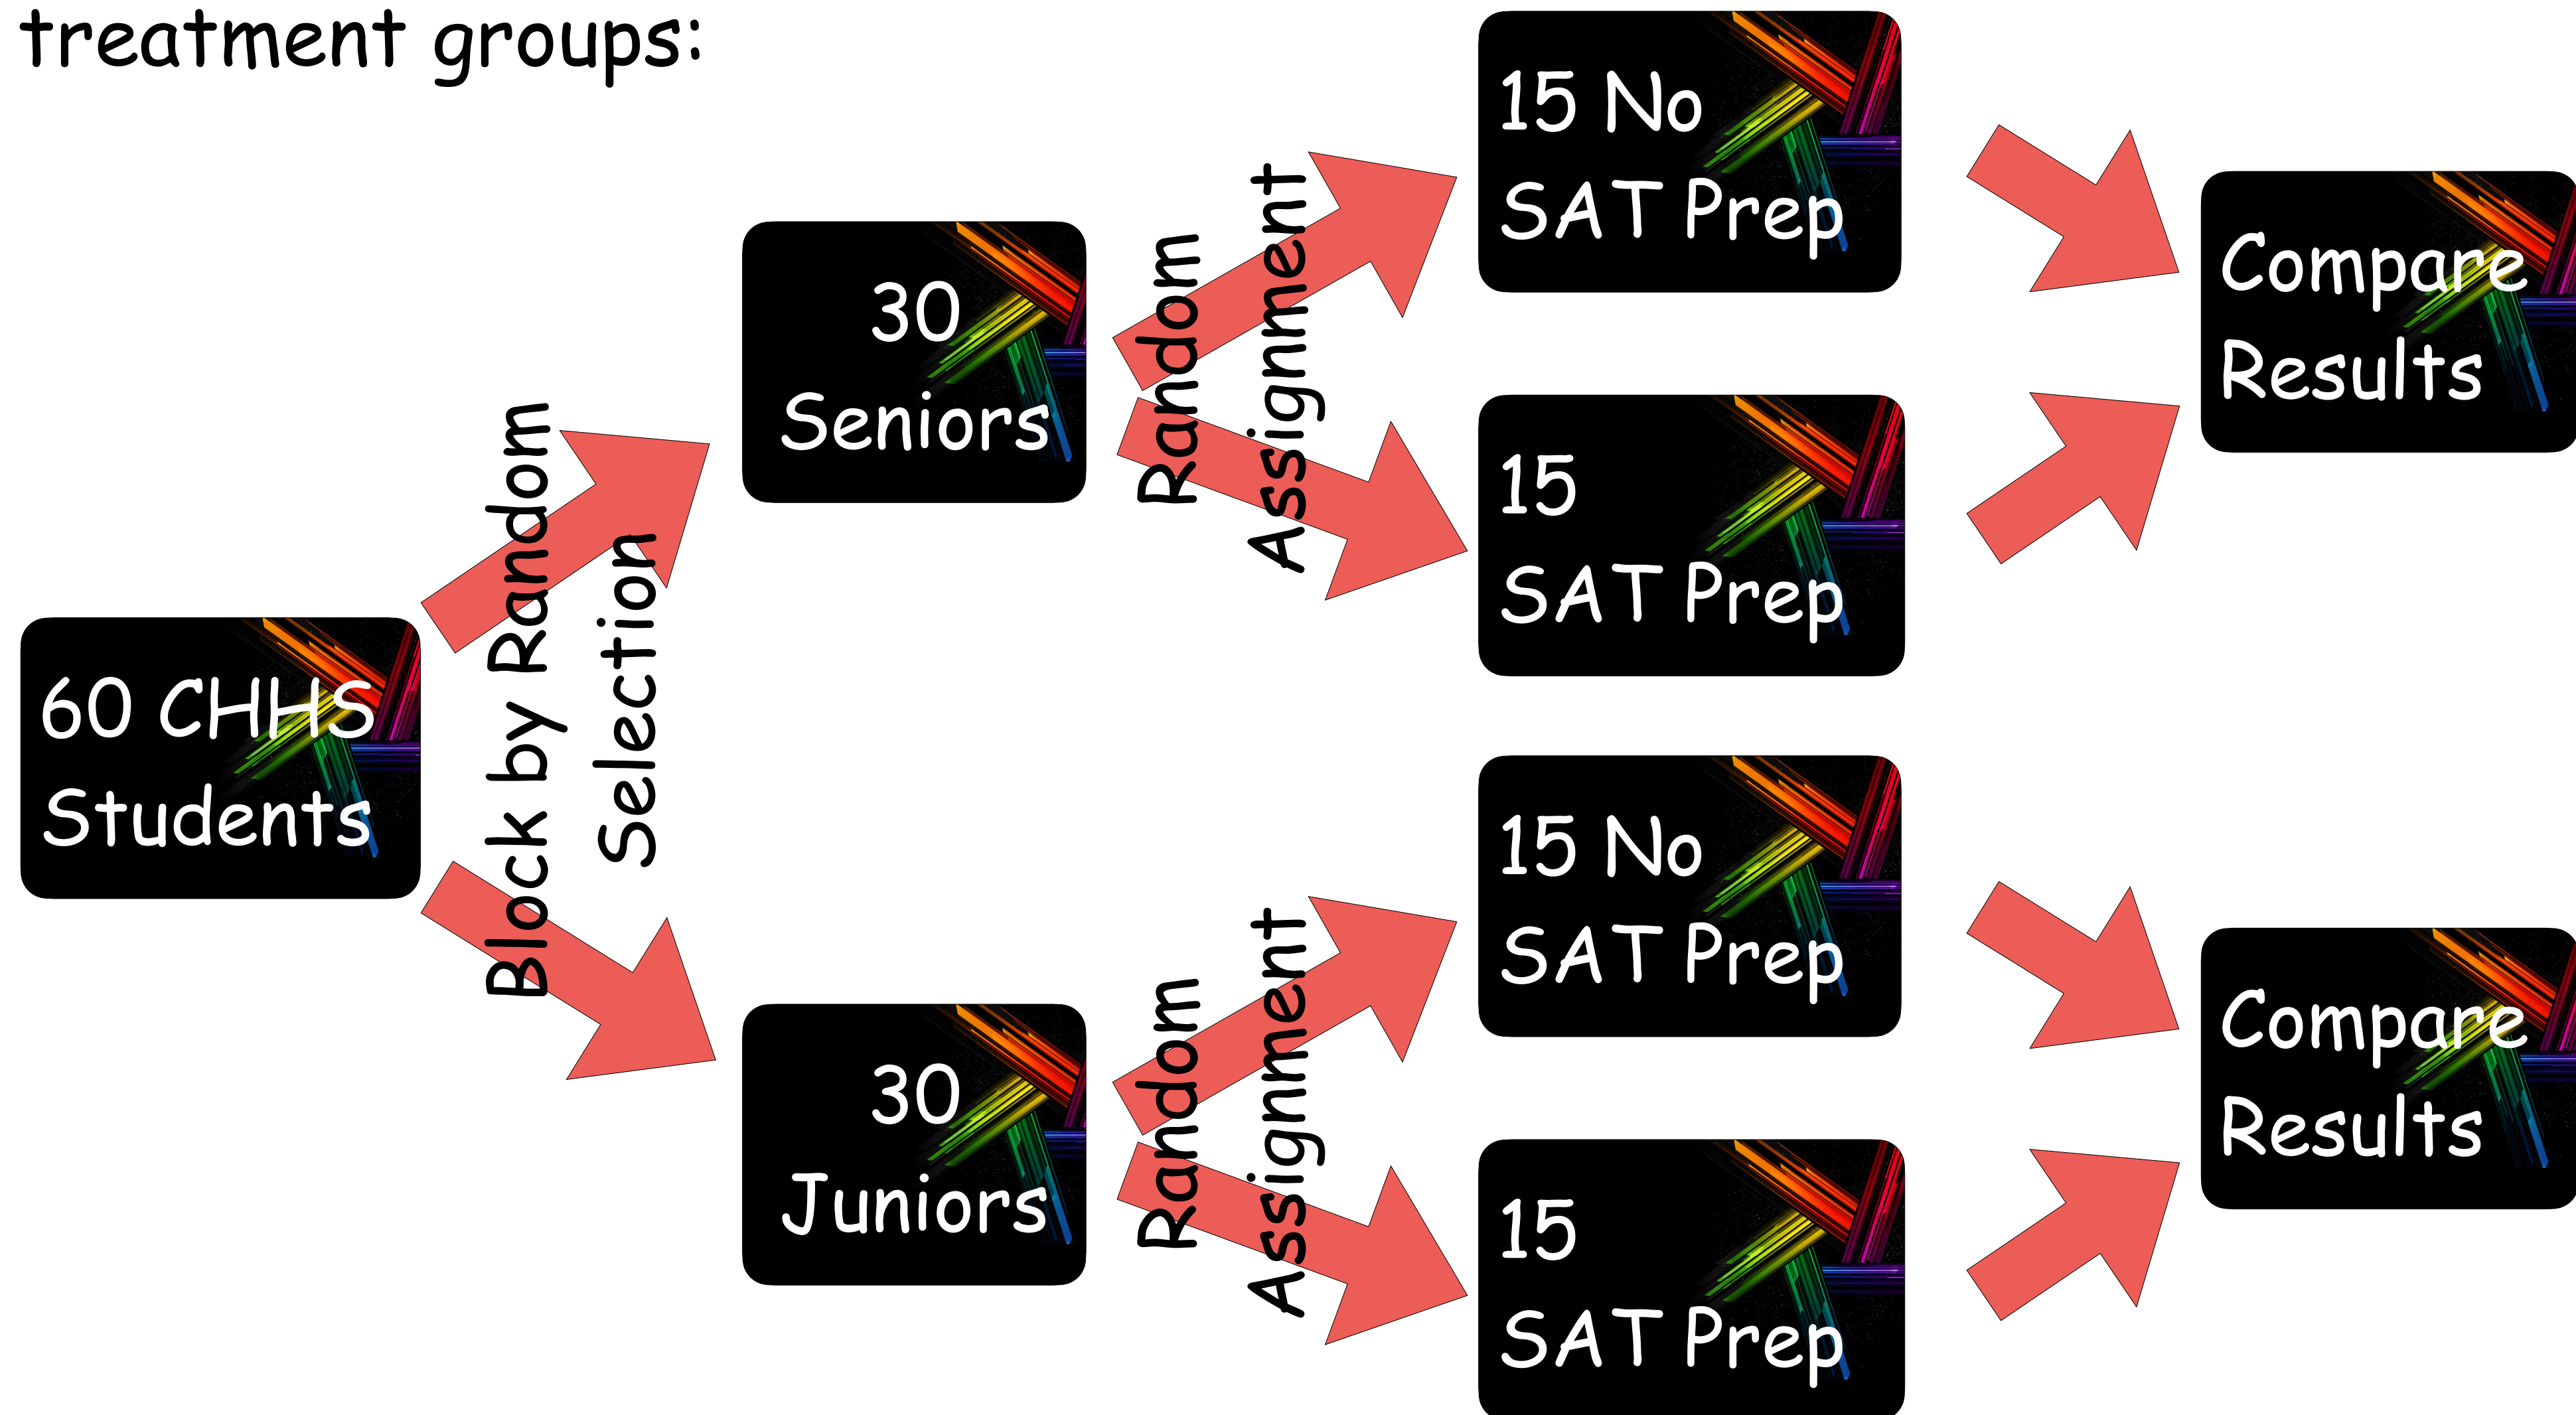 treatment groups:
60 CHHS
Students
Block by Random
Selection
30
Seniors
Random
Assignment
15 No
SAT Prep
15
SAT Prep
Compare
Results
30
Juniors
Random
Assignment
15 No
SAT Prep
15
SAT Prep
Compare
Results